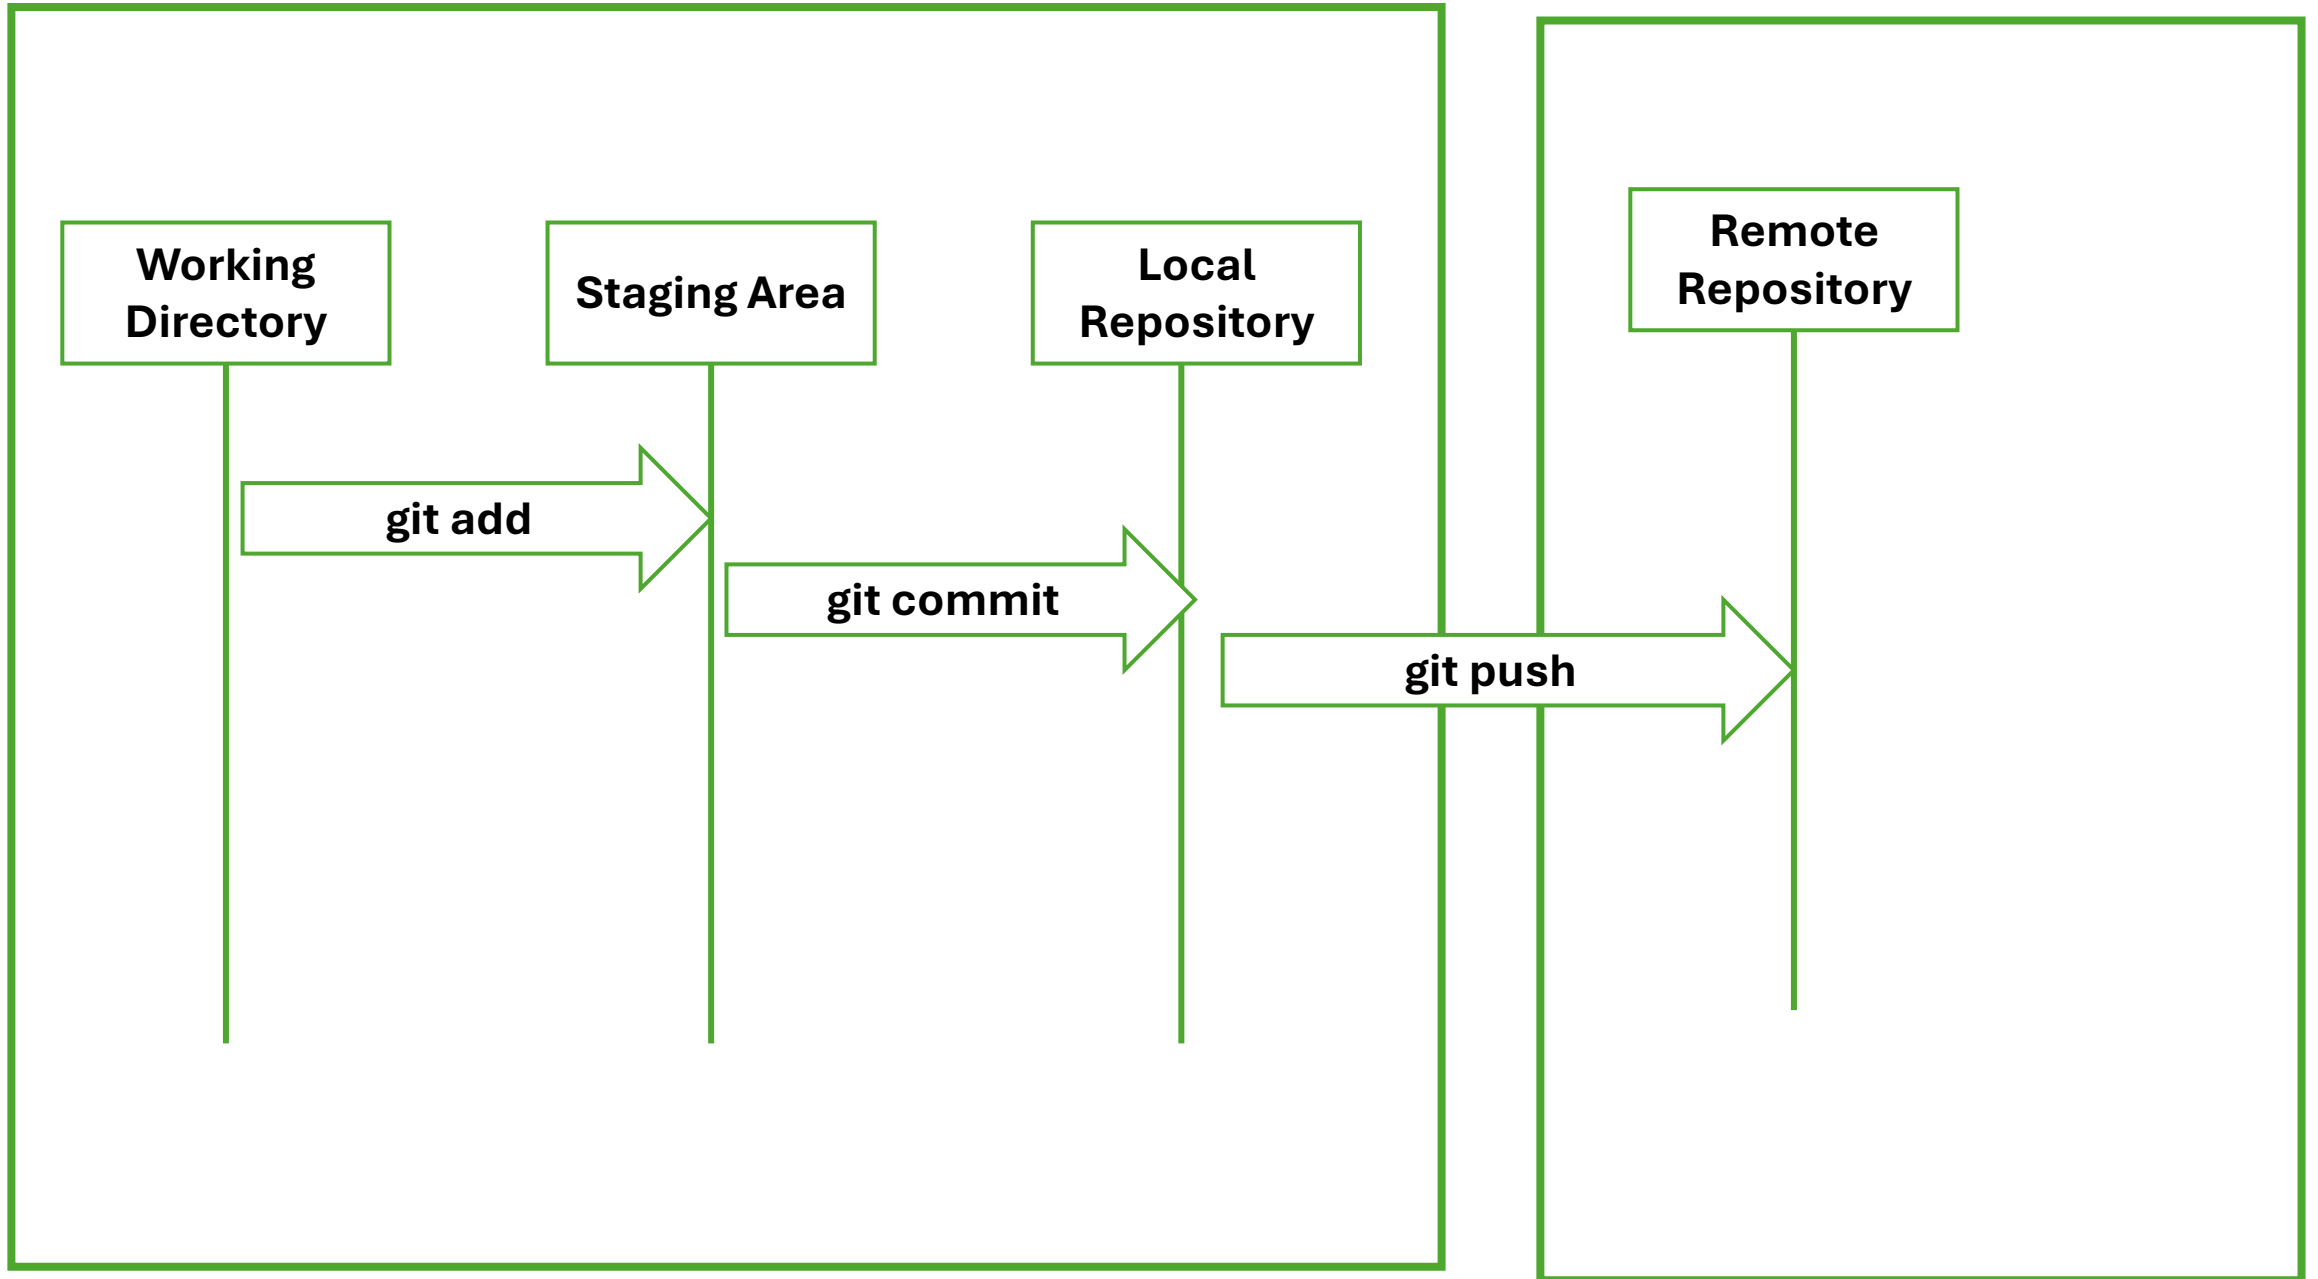 Working
Directory
Staging Area
Local
Repository
Remote
Repository
git add
git commit
git push